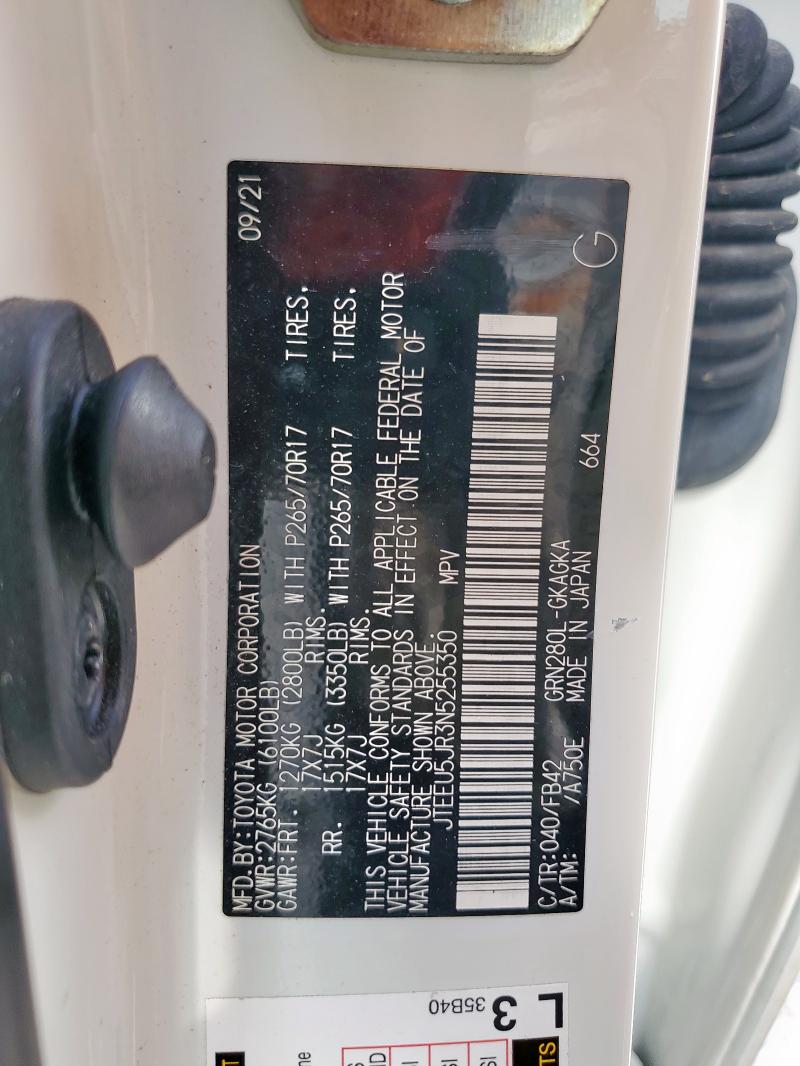 MFD. BY:TOYOTA MOTOR CORPORATION 09/21
GVWR:2765KG (6100LB)
GAWR:FRT. 1270KG (2800LB) WITH P265/70R17 TIRES,
17X7J RIMS.
RR. 1515KG (3350LB) WITH P265/70R17 TIRES,
17X7J RIMS.
THIS VEHICLE CONFORMS TO ALL APPLICABLE FEDERAL MOTOR
VEHICLE SAFETY STANDARDS IN EFFECT ON THE DATE OF
MANUFACTURE SHOWN ABOVE.
JTEEU5JR3N5255350 MPV
C/TR:040/FB42 GRN280L-GKAGKA 664
A/TM: /A750E MADE IN JAPAN G
L3
35B40